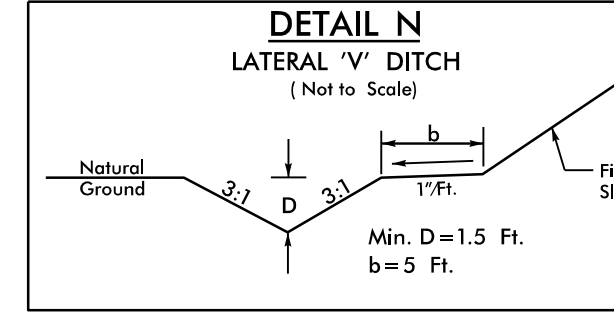 DETAIL N
LATERAL 'V' DITCH
( Not to Scale)
b
Natural
Ground
3:1
D
3:1
1"/Ft.
Min. D=1.5 Ft.
b=5 Ft.